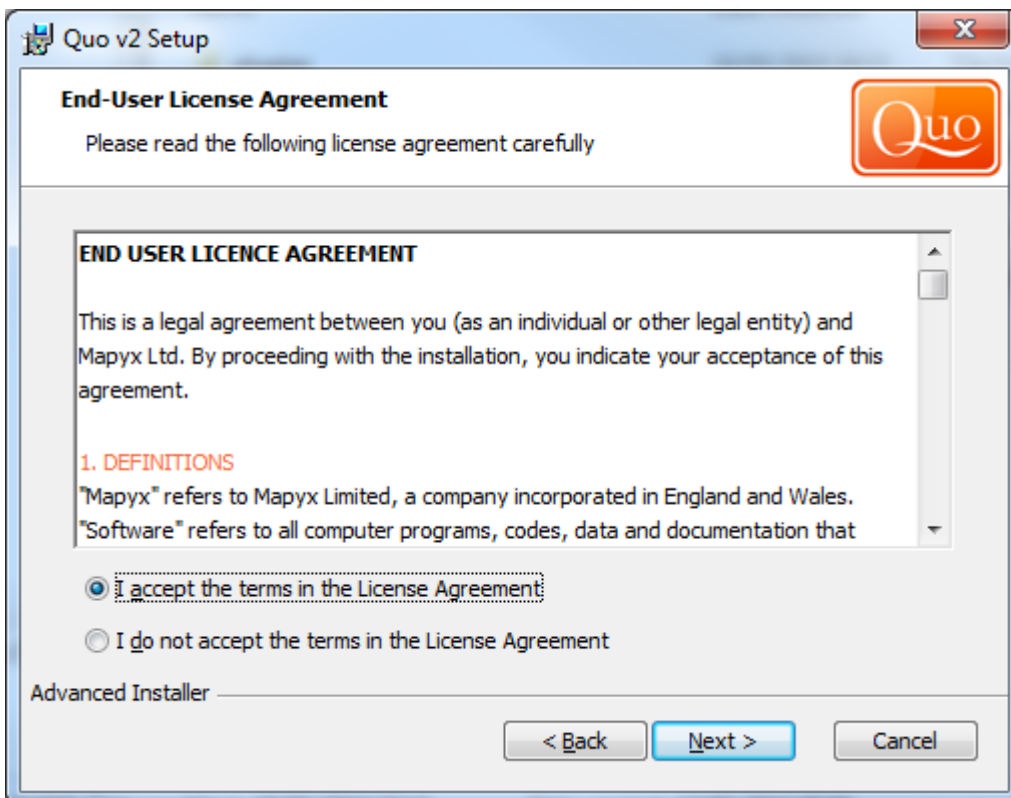 Quo v2 Setup
End-User License Agreement
Please read the following license agreement carefully
Quo
END USER LICENCE AGREEMENT
This is a legal agreement between you (as an individual or other legal entity) and
Mapyx Ltd. By proceeding with the installation, you indicate your acceptance of this
agreement.
1. DEFINITIONS
"Mapyx" refers to Mapyx Limited, a company incorporated in England and Wales.
"Software" refers to all computer programs, codes, data and documentation that
I accept the terms in the License Agreement
I do not accept the terms in the License Agreement
Advanced Installer
< Back Next > Cancel